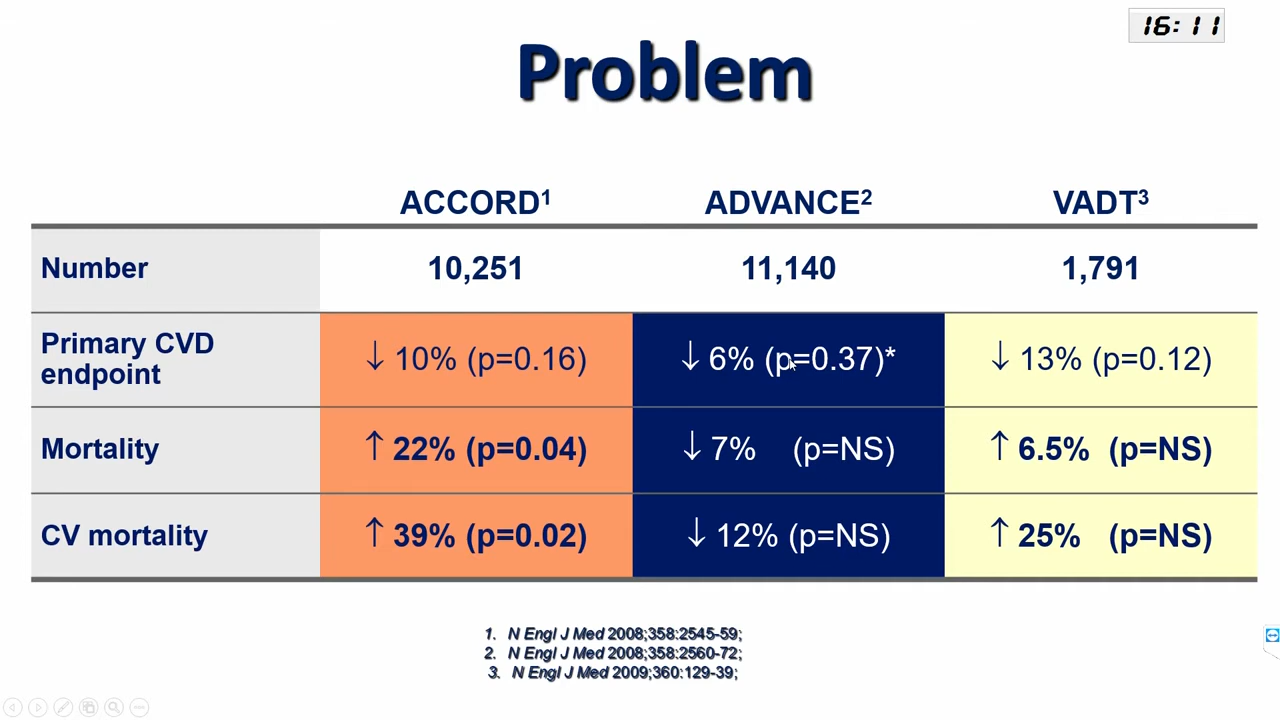 16:11
Problem
ACCORD¹ ADVANCE² VADT³
Number 10,251 11,140 1,791
Primary CVD endpoint ↓ 10% (p=0.16) ↓ 6% (p=0.37)* ↓ 13% (p=0.12)
Mortality ↑ 22% (p=0.04) ↓ 7% (p=NS) ↑ 6.5% (p=NS)
CV mortality ↑ 39% (p=0.02) ↓ 12% (p=NS) ↑ 25% (p=NS)
1. N Engl J Med 2008;358:2545-59;
2. N Engl J Med 2008;358:2560-72;
3. N Engl J Med 2009;360:129-39;